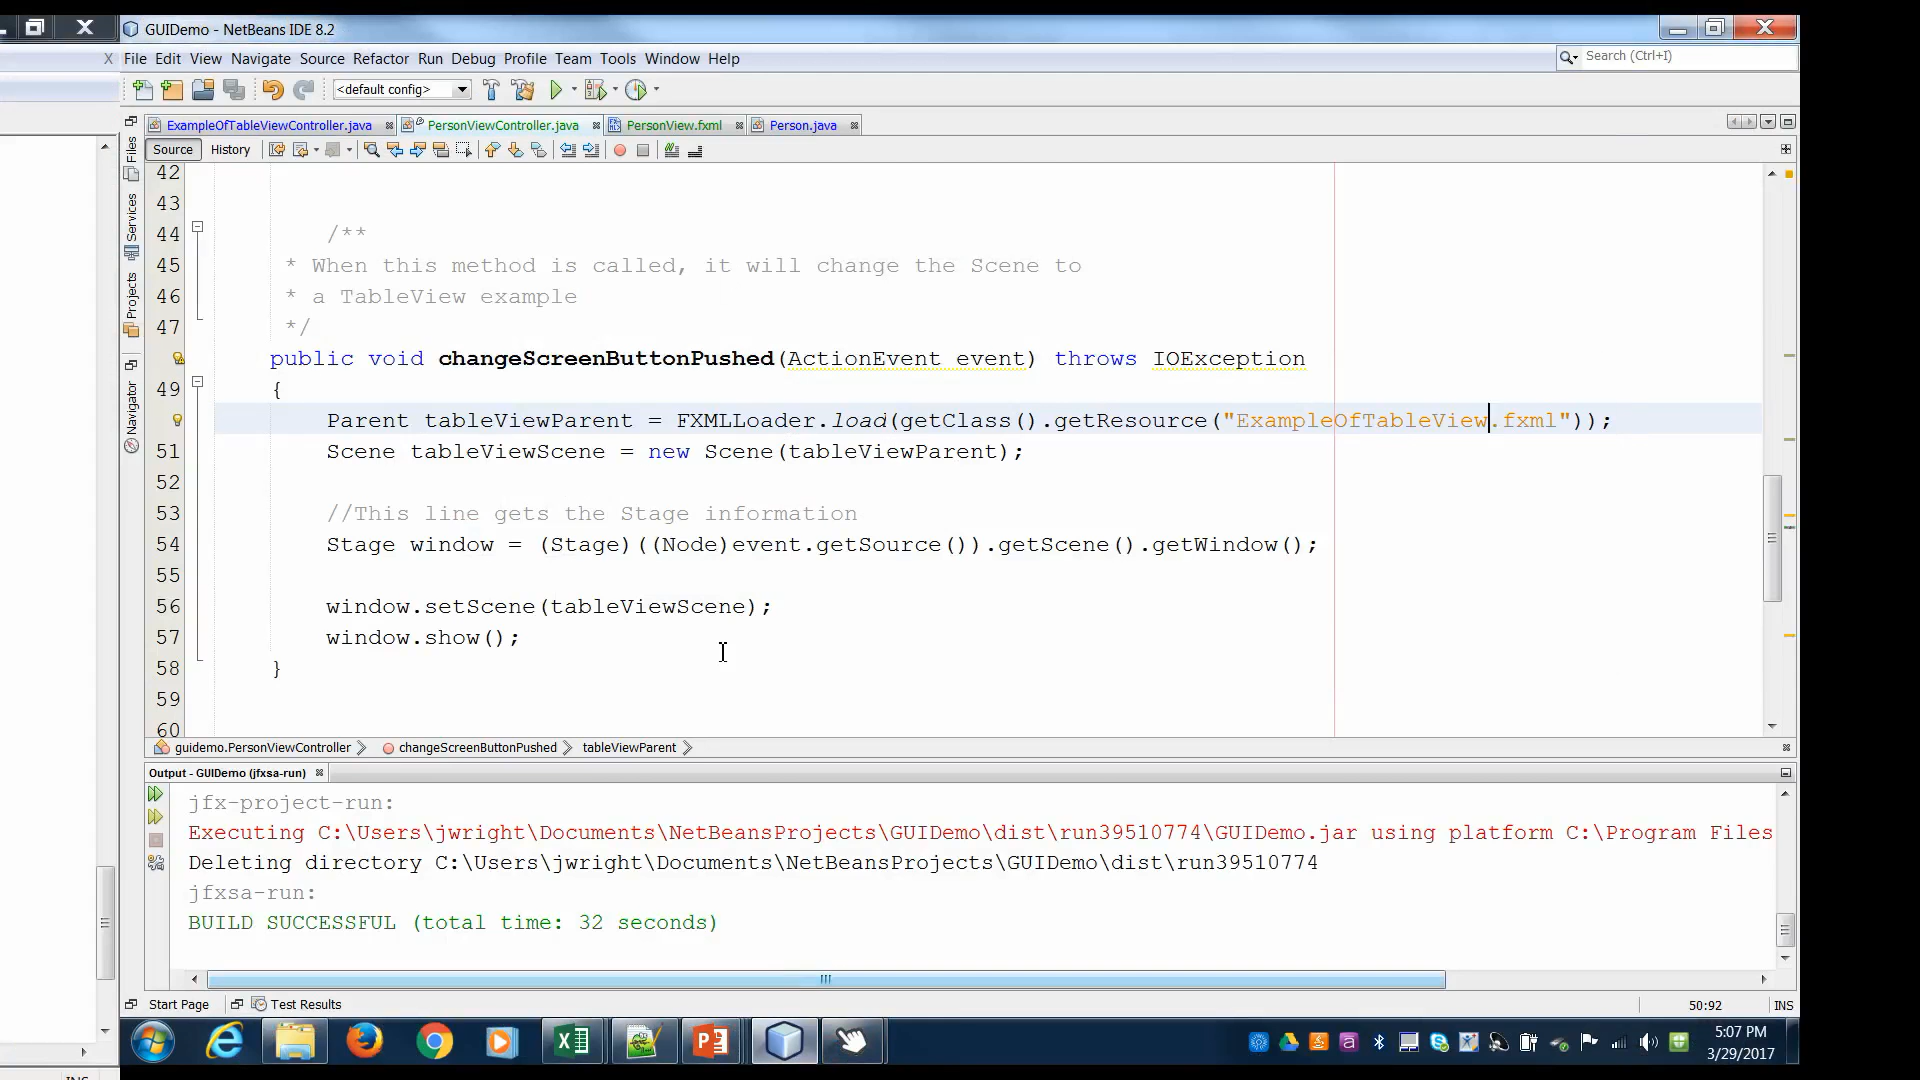 GUIDemo - NetBeans IDE 8.2
File Edit View Navigate Source Refactor Run Debug Profile Team Tools Window Help
Search (Ctrl+I)
<default config>
ExampleOfTableViewController.java PersonViewController.java PersonView.fxml Person.java
Source History
Files
Services
Projects
Navigator
42
43
44 /**
45 * When this method is called, it will change the Scene to
46 * a TableView example
47 */
public void changeScreenButtonPushed(ActionEvent event) throws IOException
49 {
Parent tableViewParent = FXMLLoader.load(getClass().getResource("ExampleOfTableView.fxml"));
51 Scene tableViewScene = new Scene(tableViewParent);
52
53 //This line gets the Stage information
54 Stage window = (Stage)((Node)event.getSource()).getScene().getWindow();
55
56 window.setScene(tableViewScene);
57 window.show();
58 }
59
60
guidemo.PersonViewController changeScreenButtonPushed tableViewParent
Output - GUIDemo (jfxsa-run)
jfx-project-run:
Executing C:\Users\jwright\Documents\NetBeansProjects\GUIDemo\dist\run39510774\GUIDemo.jar using platform C:\Program Files
Deleting directory C:\Users\jwright\Documents\NetBeansProjects\GUIDemo\dist\run39510774
jfxsa-run:
BUILD SUCCESSFUL (total time: 32 seconds)
Start Page Test Results
50:92 INS
5:07 PM
3/29/2017